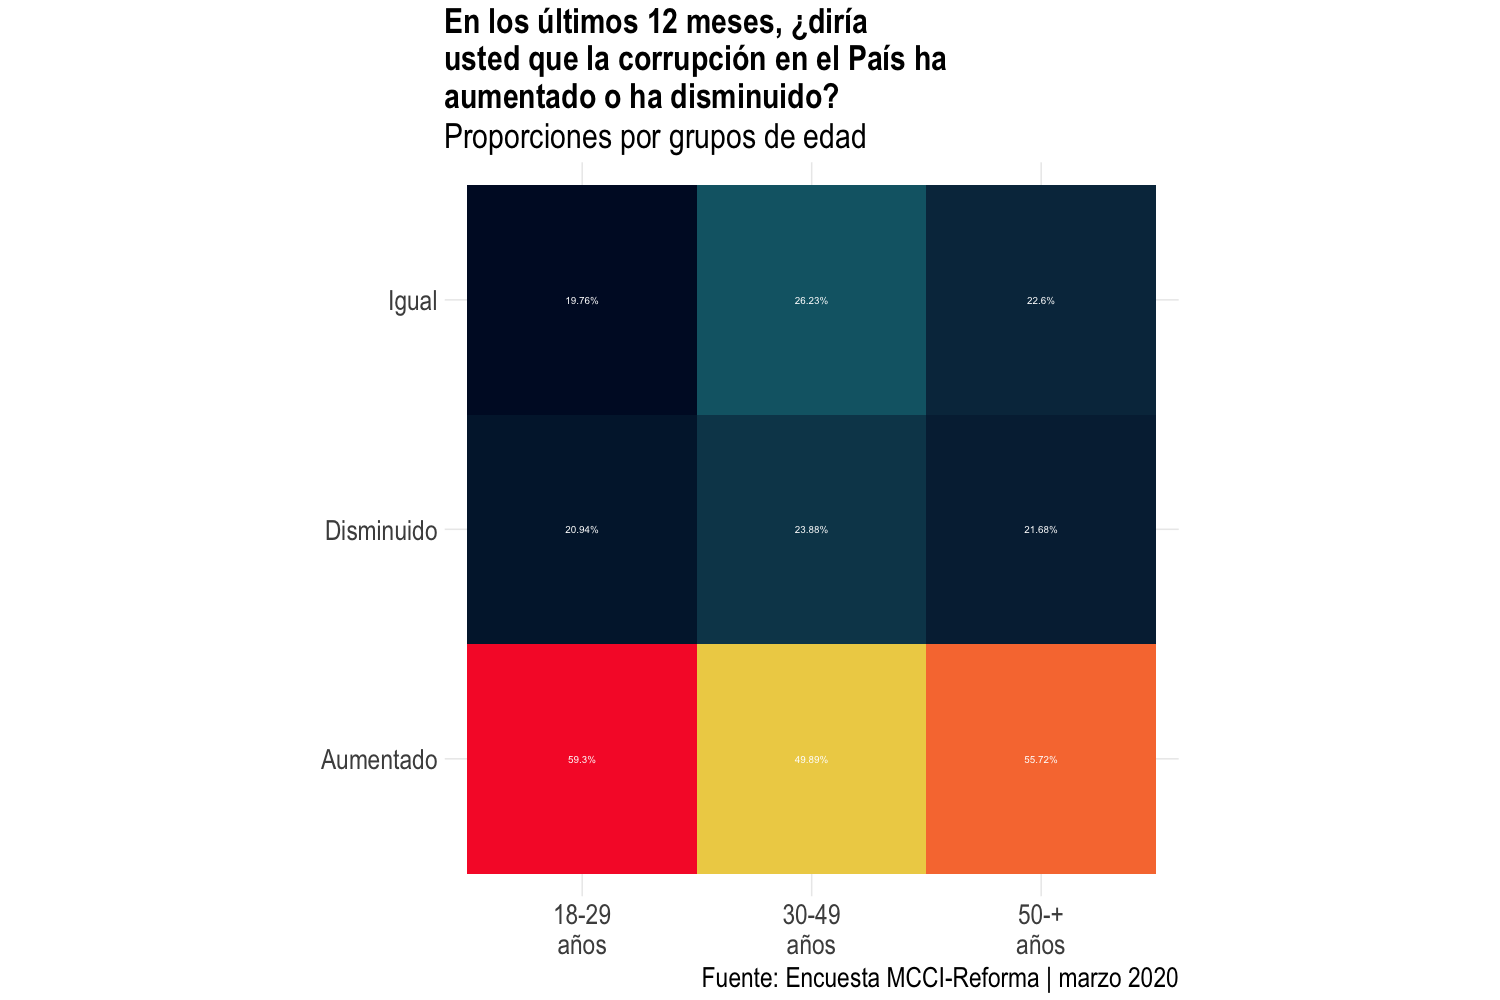 En los últimos 12 meses, ¿diría
usted que la corrupción en el País ha
aumentado o ha disminuido?
Proporciones por grupos de edad
Igual
19.76%
26.23%
22.6%
Disminuido
20.94%
23.88%
21.68%
Aumentado
59.3%
49.89%
55.72%
18-29
años
30-49
años
50-+
años
Fuente: Encuesta MCCI-Reforma | marzo 2020